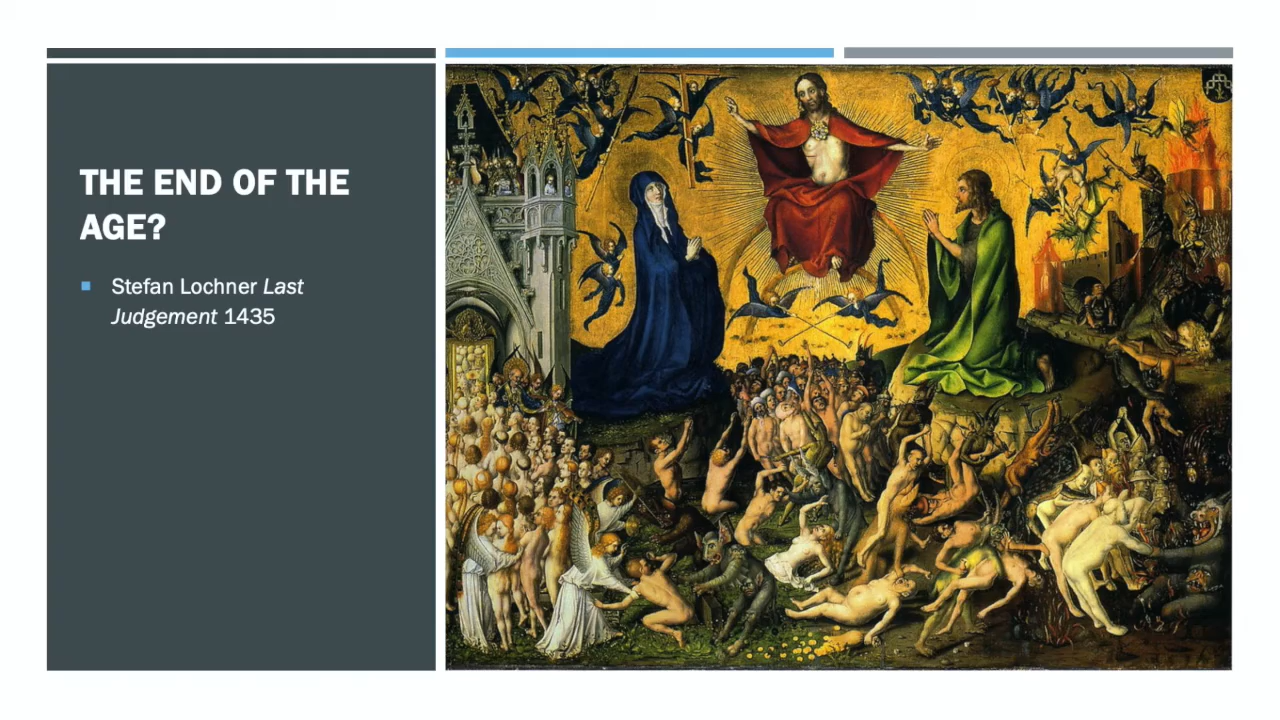 THE END OF THE
AGE?
Stefan Lochner Last
Judgement 1435